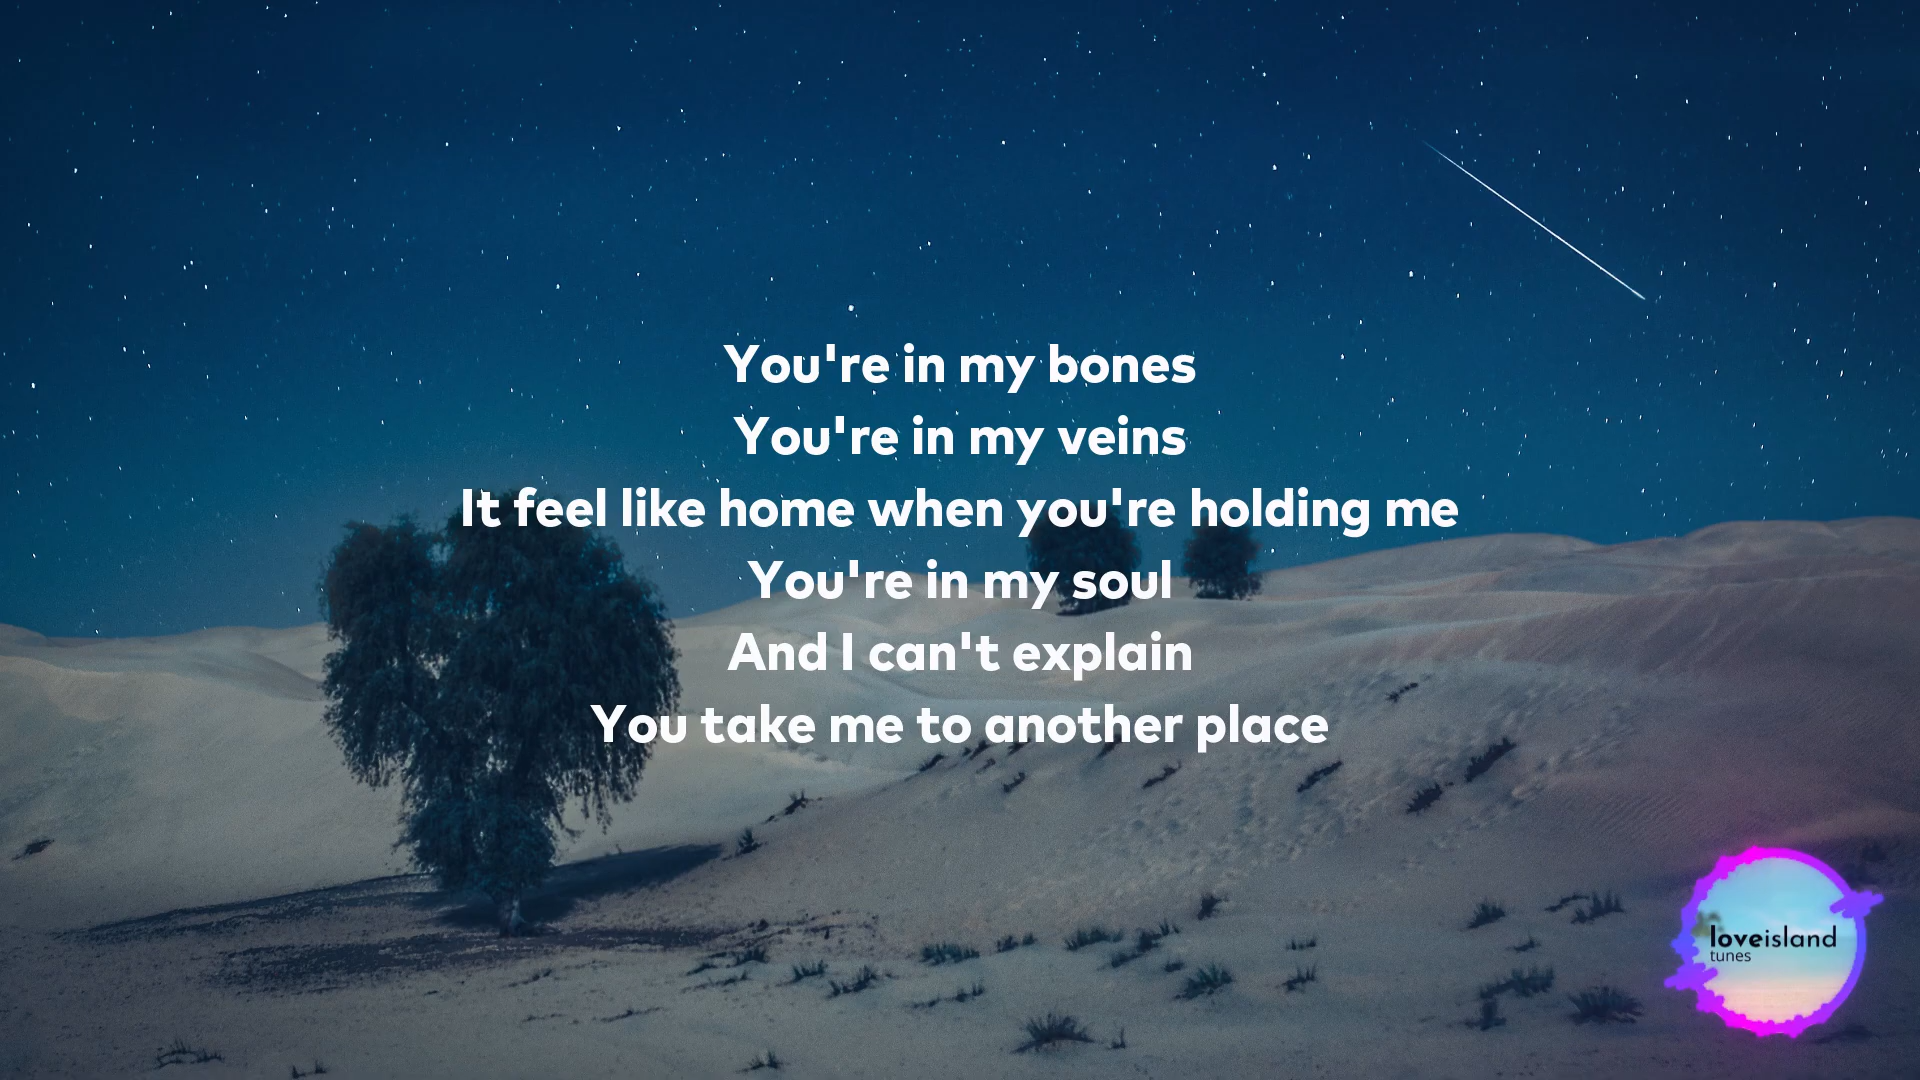 You're in my bones
You're in my veins
It feel like home when you're holding me
You're in my soul
And I can't explain
You take me to another place
loveisland
tunes